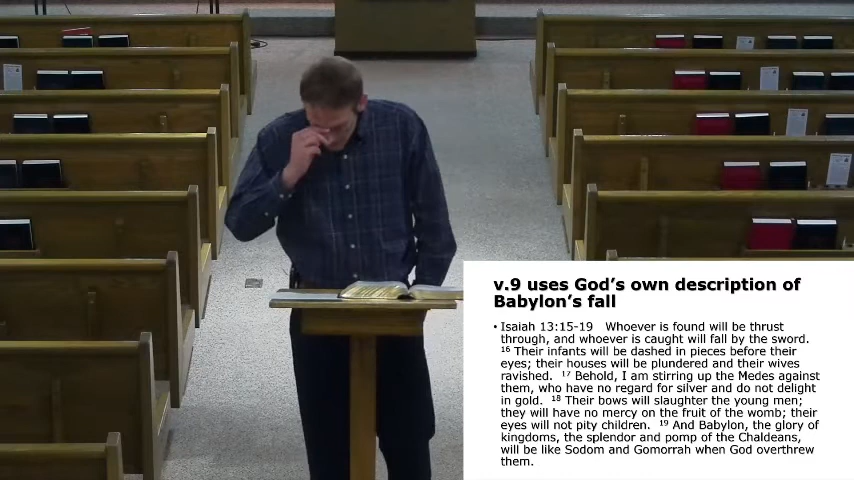 v.9 uses God's own description of
Babylon's fall
• Isaiah 13:15-19 Whoever is found will be thrust
through, and whoever is caught will fall by the sword.
16 Their infants will be dashed in pieces before their
eyes; their houses will be plundered and their wives
ravished. 17 Behold, I am stirring up the Medes against
them, who have no regard for silver and do not delight
in gold. 18 Their bows will slaughter the young men;
they will have no mercy on the fruit of the womb; their
eyes will not pity children. 19 And Babylon, the glory of
kingdoms, the splendor and pomp of the Chaldeans,
will be like Sodom and Gomorrah when God overthrew
them.